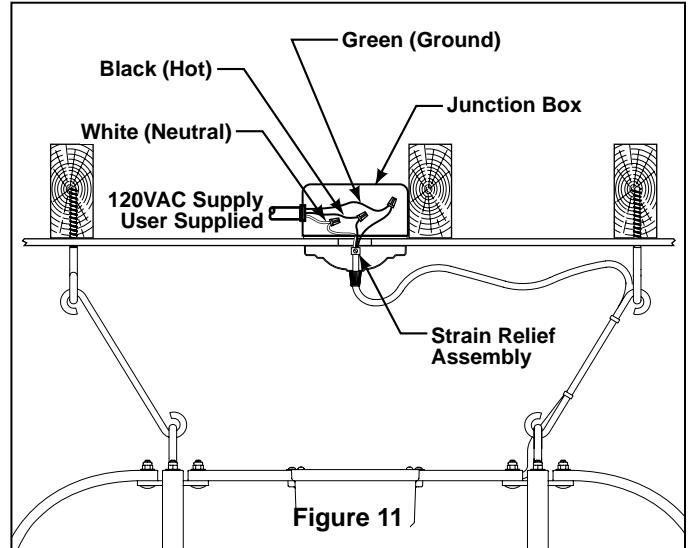 Green (Ground)
Black (Hot)
Junction Box
White (Neutral)
120VAC Supply
User Supplied
Strain Relief
Assembly
Figure 11